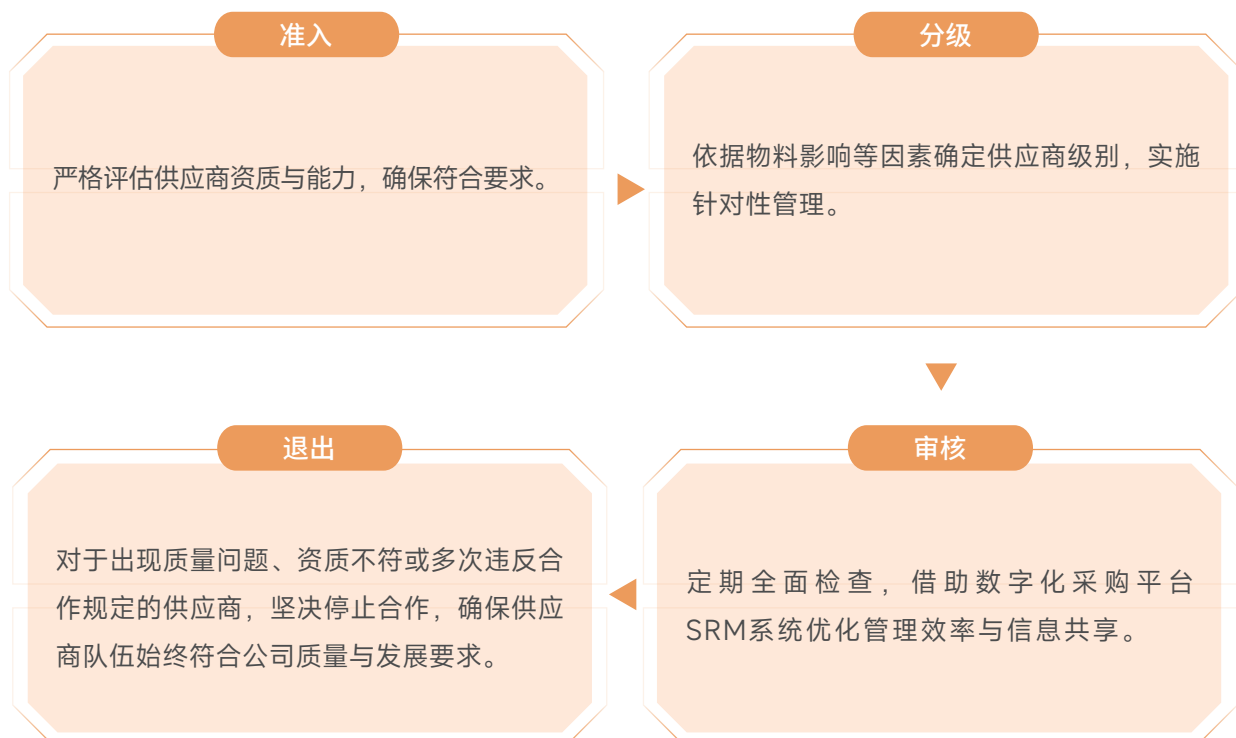 准入
严格评估供应商资质与能力，确保符合要求。
分级
依据物料影响等因素确定供应商级别，实施
针对性管理。
审核
定期全面检查，借助数字化采购平台
SRM系统优化管理效率与信息共享。
退出
对于出现质量问题、资质不符或多次违反合
作规定的供应商，坚决停止合作，确保供应
商队伍始终符合公司质量与发展要求。